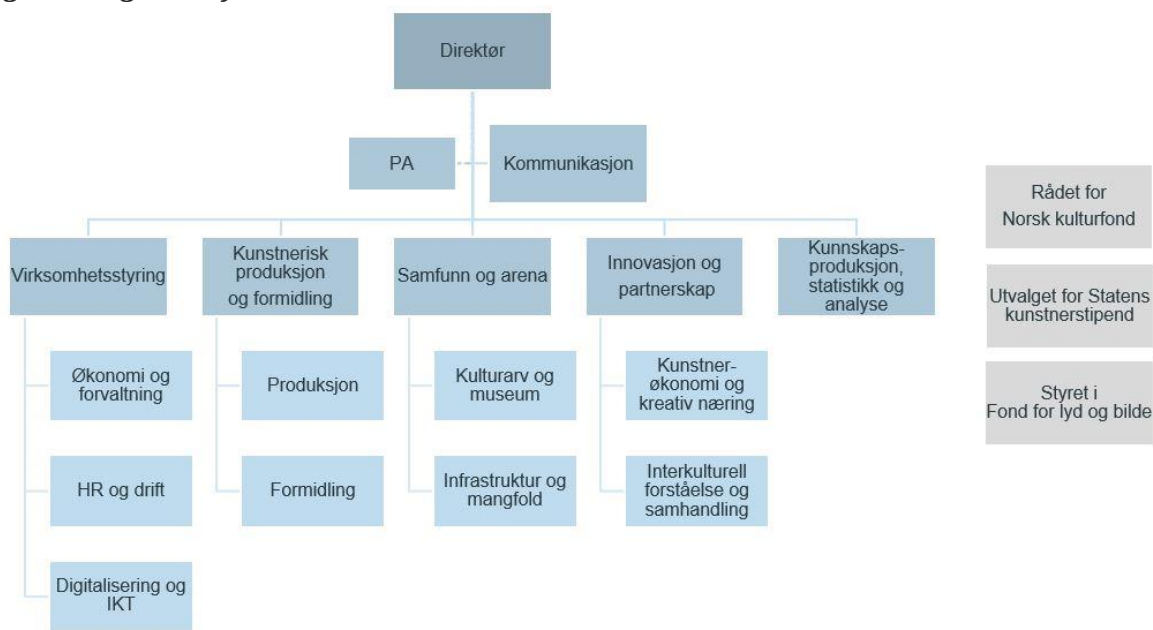 Direktør
PA
Kommunikasjon
Rådet for
Norsk kulturfond
Utvalget for Statens
kunstnerstipend
Styret i
Fond for lyd og bilde
Virksomhetsstyring
Kunstnerisk
produksjon
og formidling
Samfunn og arena
Innovasjon og
partnerskap
Kunnskaps-
produksjon,
statistikk og
analyse
Økonomi og
forvaltning
Produksjon
Kulturarv og
museum
Kunstner-
økonomi og
kreativ næring
HR og drift
Formidling
Infrastruktur og
mangfold
Interkulturell
forståelse og
samhandling
Digitalisering og
IKT